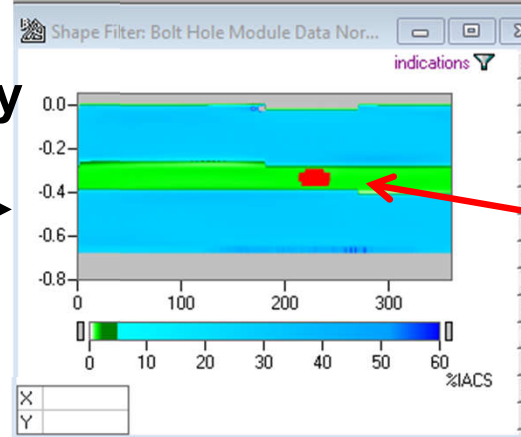 Shape Filter: Bolt Hole Module Data Nor...
indications
y
0.0
-0.2
-0.4
-0.6
-0.8
0 100 200 300
0 10 20 30 40 50 60
%IACS
X
Y